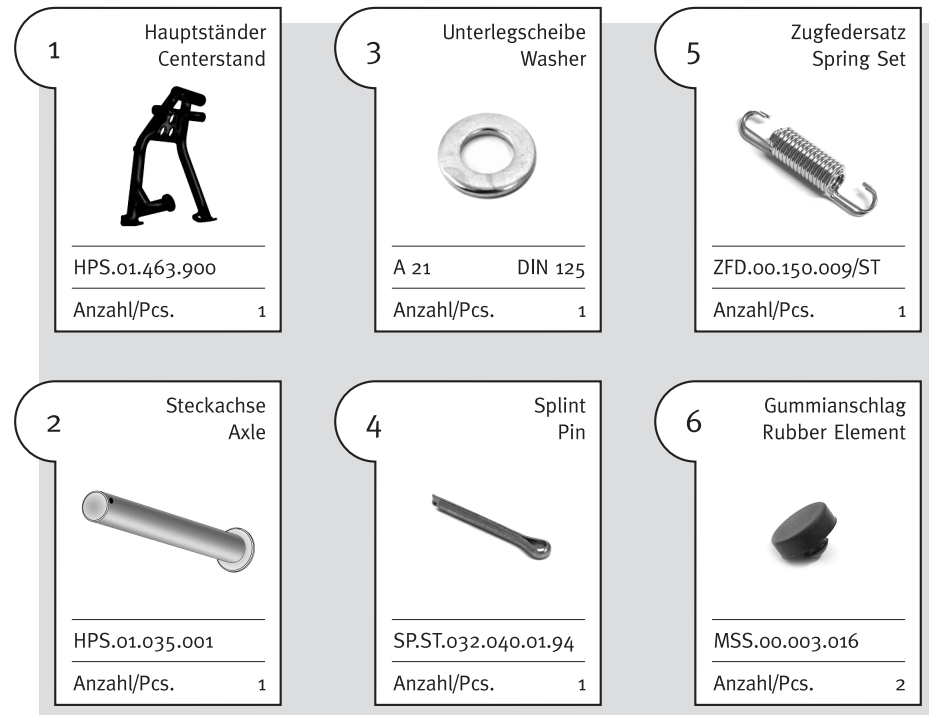 1
Hauptständer
Centerstand
HPS.01.463.900
Anzahl/Pcs. 1
3
Unterlegscheibe
Washer
A 21 DIN 125
Anzahl/Pcs. 1
5
Zugfedersatz
Spring Set
ZFD.00.150.009/ST
Anzahl/Pcs. 1
2
Steckachse
Axle
HPS.01.035.001
Anzahl/Pcs. 1
4
Splint
Pin
SP.ST.032.040.01.94
Anzahl/Pcs. 1
6
Gummianschlag
Rubber Element
MSS.00.003.016
Anzahl/Pcs. 2